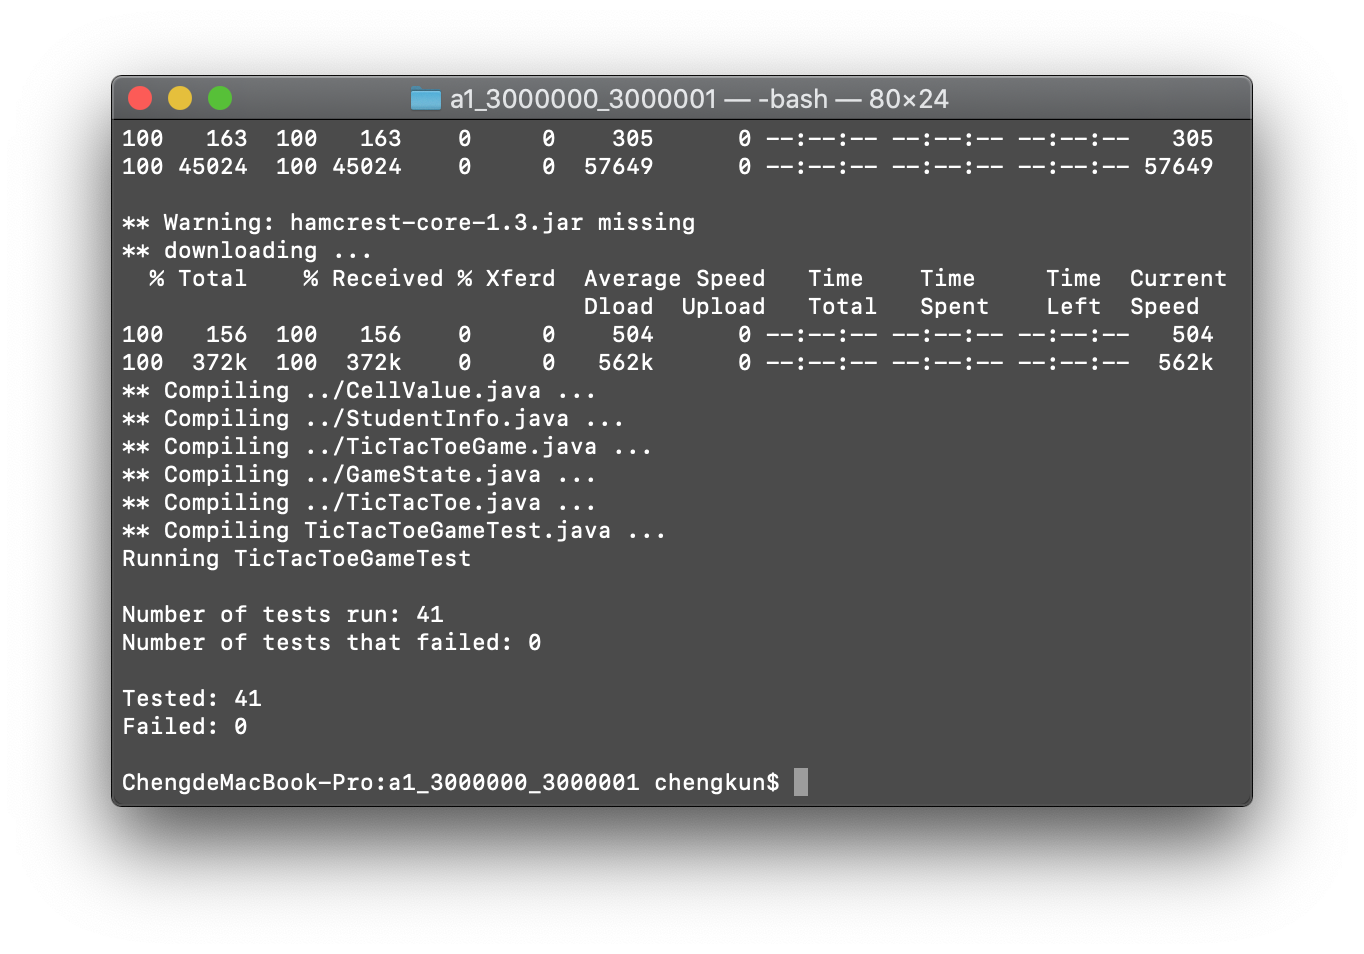 a1_3000000_3000001 — -bash — 80×24
100   163  100   163    0     0    305      0 --:--:-- --:--:-- --:--:--   305
100 45024  100 45024    0     0  57649      0 --:--:-- --:--:-- --:--:-- 57649
** Warning: hamcrest-core-1.3.jar missing
** downloading ...
  % Total    % Received % Xferd  Average Speed   Time    Time     Time  Current
                                 Dload  Upload   Total   Spent    Left  Speed
100   156  100   156    0     0    504      0 --:--:-- --:--:-- --:--:--   504
100  372k  100  372k    0     0   562k      0 --:--:-- --:--:-- --:--:--  562k
** Compiling ../CellValue.java ...
** Compiling ../StudentInfo.java ...
** Compiling ../TicTacToeGame.java ...
** Compiling ../GameState.java ...
** Compiling ../TicTacToe.java ...
** Compiling TicTacToeGameTest.java ...
Running TicTacToeGameTest
Number of tests run: 41
Number of tests that failed: 0
Tested: 41
Failed: 0
ChengdeMacBook-Pro:a1_3000000_3000001 chengkun$